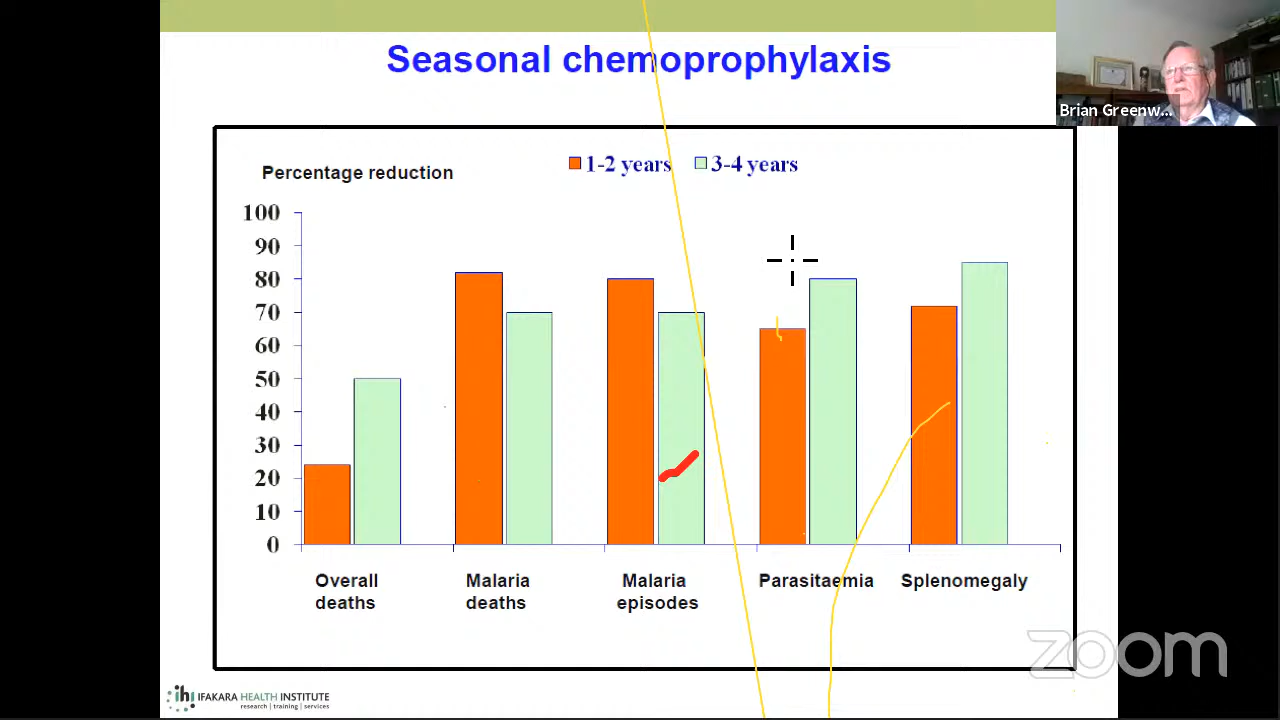 Seasonal chemoprophylaxis
Brian Greenw...
Percentage reduction
1-2 years 3-4 years
100
90
80
70
60
50
40
30
20
10
0
Overall deaths
Malaria deaths
Malaria episodes
Parasitaemia
Splenomegaly
zoom
ihi IFAKARA HEALTH INSTITUTE
research | training | services